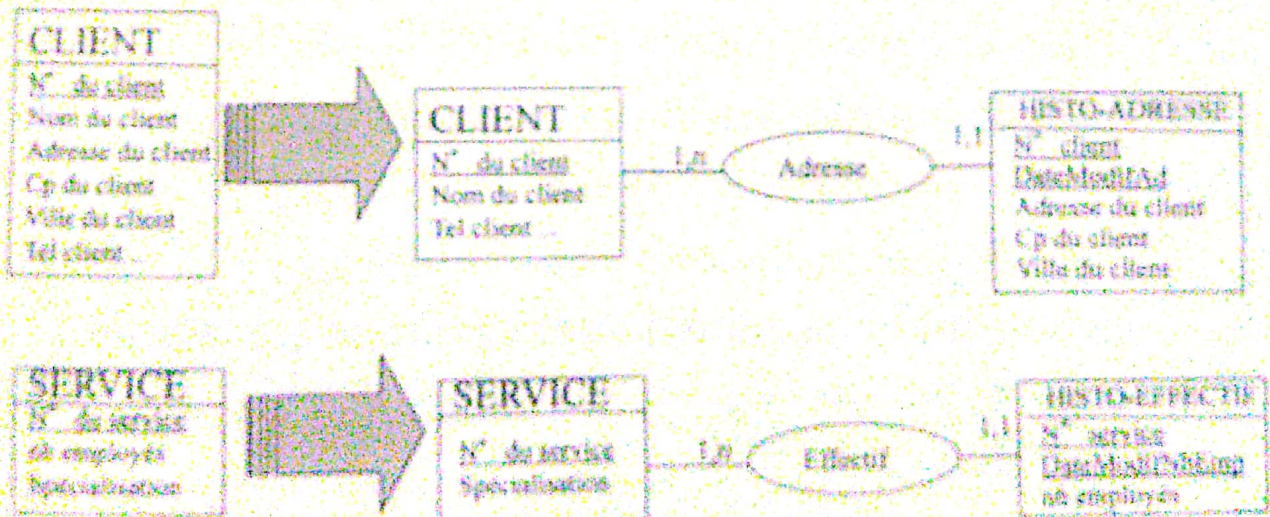 CLIENT
N° du client
Nom du client
Adresse du client
Cp du client
Ville du client
Tel client ...
CLIENT
N° du client
Nom du client
Tel client ...
1,n
Adresse
1,1
HISTO-ADRESSE
N° client
DateModifAd
Adresse du client
Cp du client
Ville du client
SERVICE
N° du service
nb employés
Spécialisation
SERVICE
N° du service
Spécialisation
1,n
Effectif
1,1
HISTO-EFFECTIF
N° service
nb employés